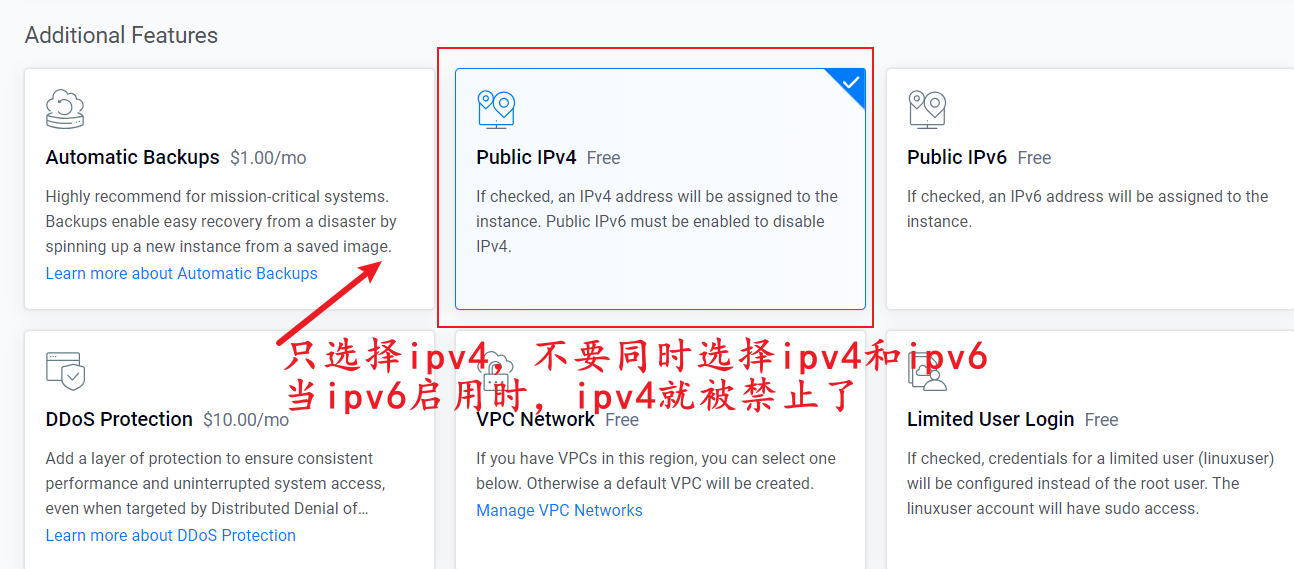 Additional Features
Automatic Backups $1.00/mo
Highly recommend for mission-critical systems.
Backups enable easy recovery from a disaster by
spinning up a new instance from a saved image.
Learn more about Automatic Backups
Public IPv4 Free
If checked, an IPv4 address will be assigned to the
instance. Public IPv6 must be enabled to disable
IPv4.
Public IPv6 Free
If checked, an IPv6 address will be assigned to the
instance.
只选择ipv4，不要同时选择ipv4和ipv6
当ipv6启用时，ipv4就被禁止了
DDoS Protection $10.00/mo
Add a layer of protection to ensure consistent
performance and uninterrupted system access,
even when targeted by Distributed Denial of...
Learn more about DDoS Protection
VPC Network Free
If you have VPCs in this region, you can select one
below. Otherwise a default VPC will be created.
Manage VPC Networks
Limited User Login Free
If checked, credentials for a limited user (linuxuser)
will be configured instead of the root user. The
linuxuser account will have sudo access.